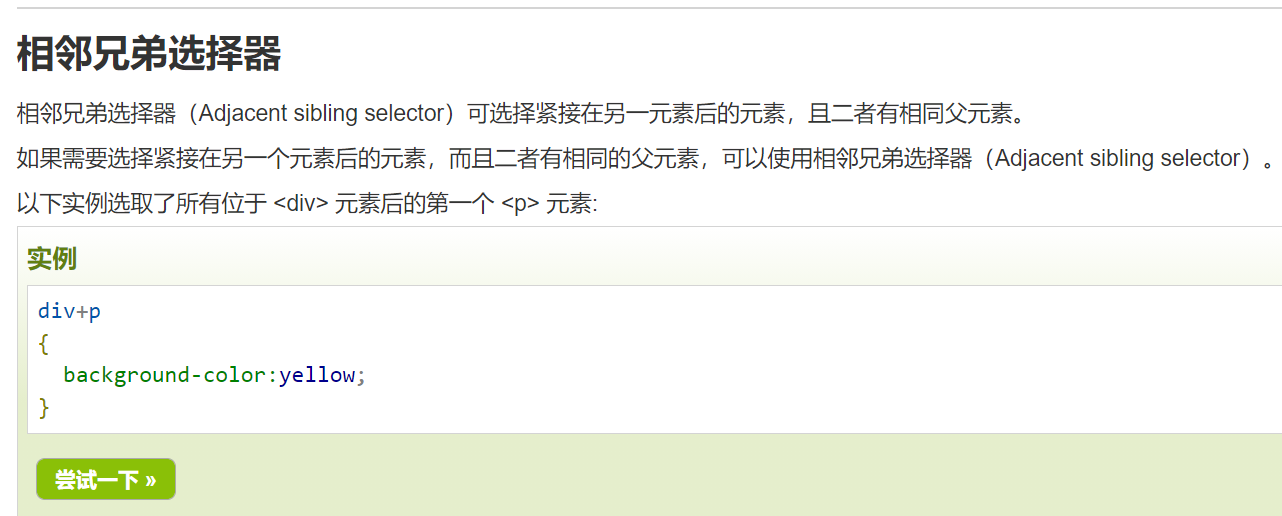 相邻兄弟选择器
相邻兄弟选择器（Adjacent sibling selector）可选择紧接在另一元素后的元素，且二者有相同父元素。
如果需要选择紧接在另一个元素后的元素，而且二者有相同的父元素，可以使用相邻兄弟选择器（Adjacent sibling selector）。
以下实例选取了所有位于 <div> 元素后的第一个 <p> 元素:
实例
div+p
{
  background-color:yellow;
}
尝试一下 »